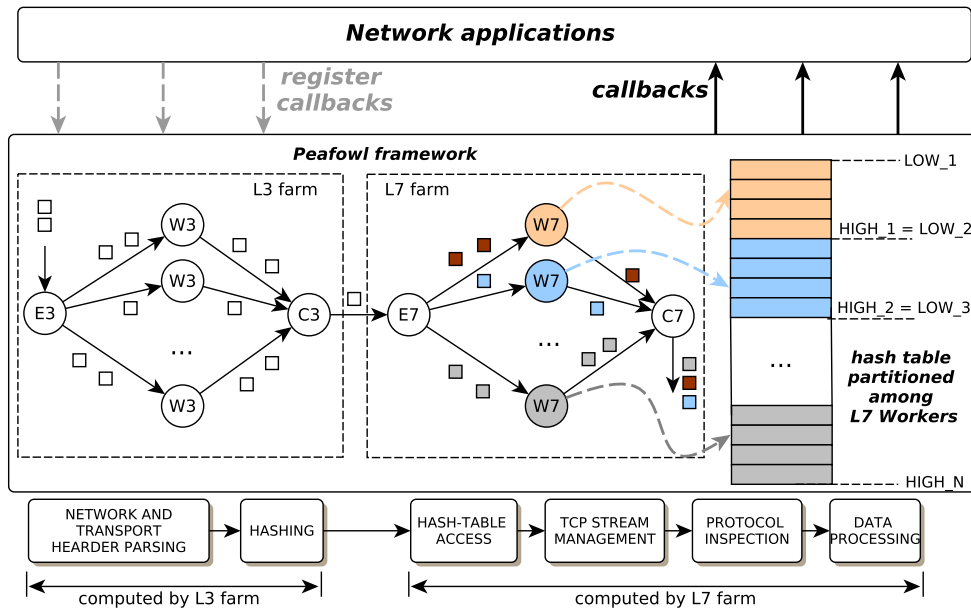 Network applications
register
callbacks
callbacks
Peafowl framework
L3 farm
L7 farm
LOW_1
W3
W7
HIGH_1 = LOW_2
W3
W7
E3
C3
E7
C7
HIGH_2 = LOW_3
...
...
...
hash table
partitioned
among
L7 Workers
W3
W7
HIGH_N
NETWORK AND
TRANSPORT
HEARDER PARSING
HASHING
HASH-TABLE
ACCESS
TCP STREAM
MANAGEMENT
PROTOCOL
INSPECTION
DATA
PROCESSING
computed by L3 farm
computed by L7 farm